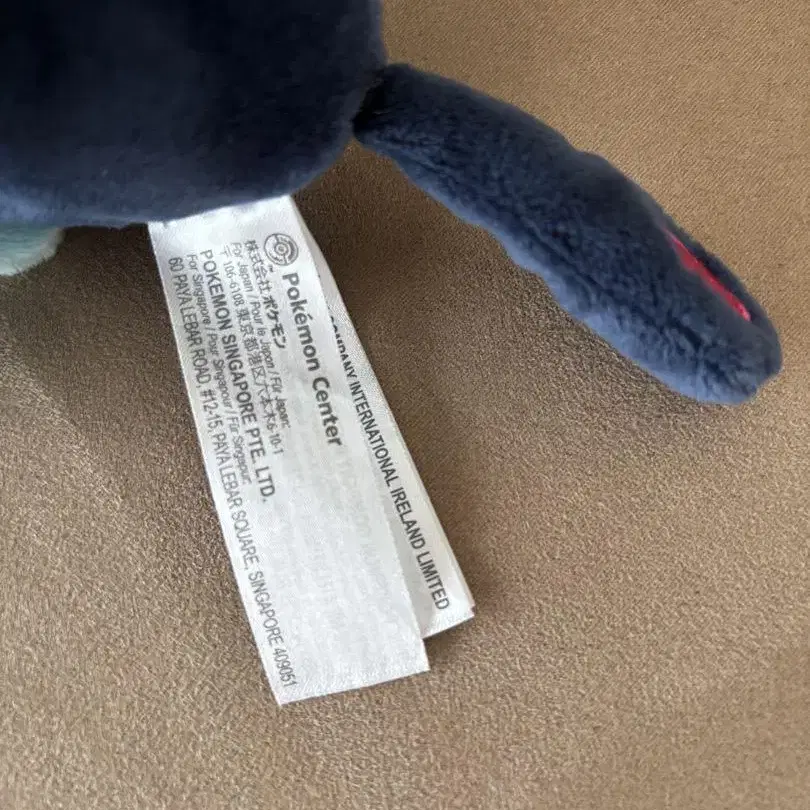 Pokémon Center
株式会社ポケモン
For Japan / Pour le Japon / Für Japan:
〒106-6108 東京都港区六本木6-10-1
POKÉMON SINGAPORE PTE. LTD.
For Singapore / Pour Singapour / Für Singapur:
60 PAYA LEBAR ROAD, #12-15, PAYA LEBAR SQUARE, SINGAPORE 409051
COMPANY INTERNATIONAL IRELAND LIMITED